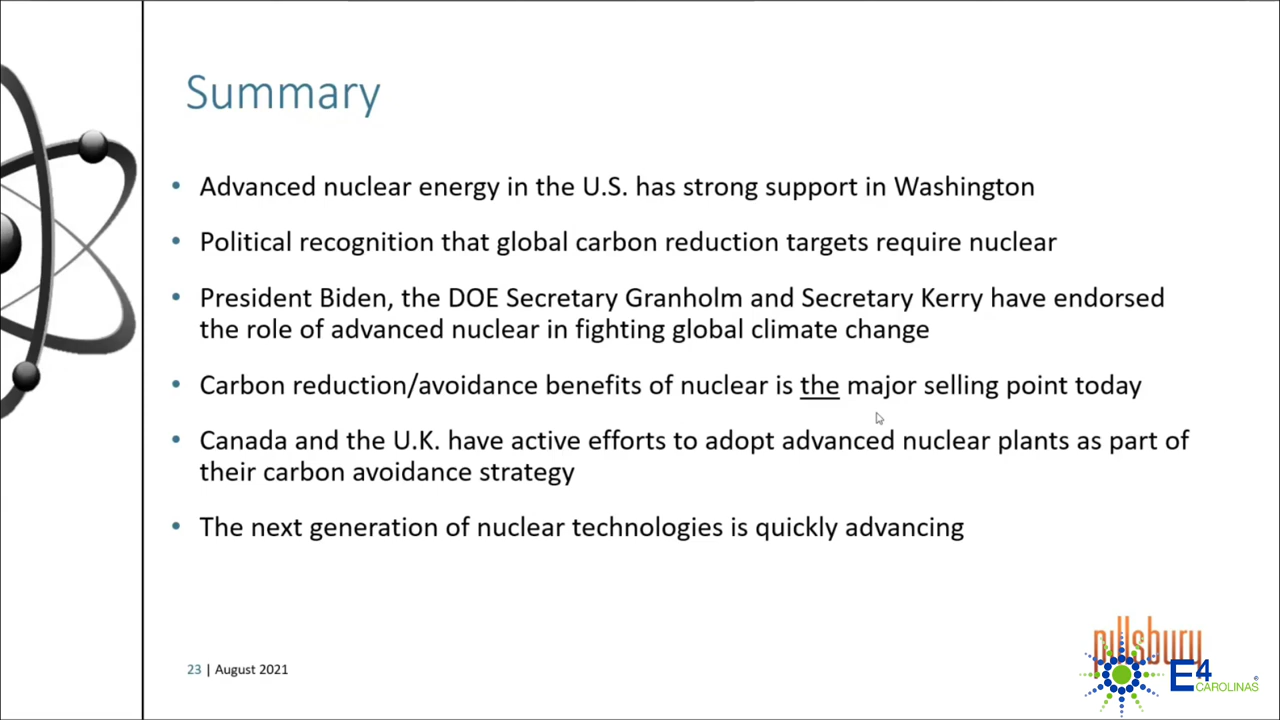 Summary
• Advanced nuclear energy in the U.S. has strong support in Washington
• Political recognition that global carbon reduction targets require nuclear
• President Biden, the DOE Secretary Granholm and Secretary Kerry have endorsed
the role of advanced nuclear in fighting global climate change
• Carbon reduction/avoidance benefits of nuclear is the major selling point today
• Canada and the U.K. have active efforts to adopt advanced nuclear plants as part of
their carbon avoidance strategy
• The next generation of nuclear technologies is quickly advancing
23 | August 2021
pillsbury
E4
CAROLINAS